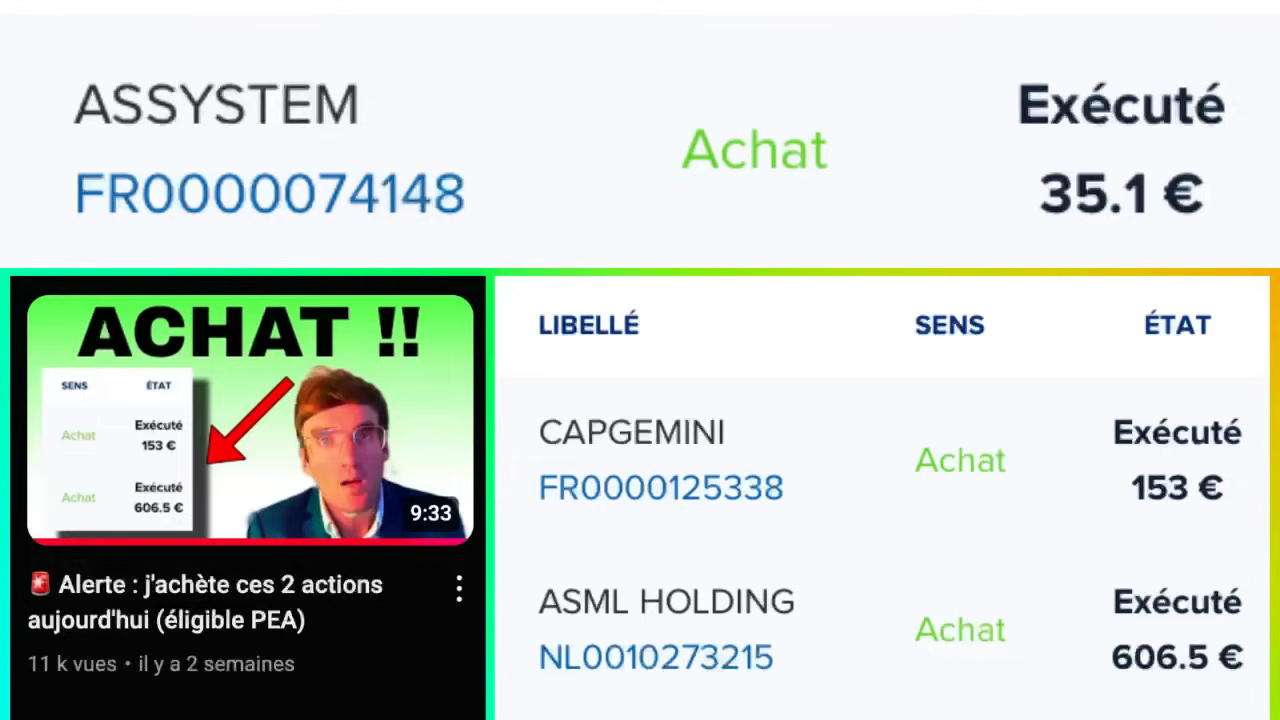 ASSYSTEM
FR0000074148
Achat
Exécuté
35.1 €
ACHAT !!
SENS ÉTAT
Achat
Exécuté
153 €
Achat
Exécuté
606.5 €
9:33
🚨 Alerte : j'achète ces 2 actions
aujourd'hui (éligible PEA)
11 k vues • il y a 2 semaines
LIBELLÉ SENS ÉTAT
CAPGEMINI
FR0000125338
Achat
Exécuté
153 €
ASML HOLDING
NL0010273215
Achat
Exécuté
606.5 €